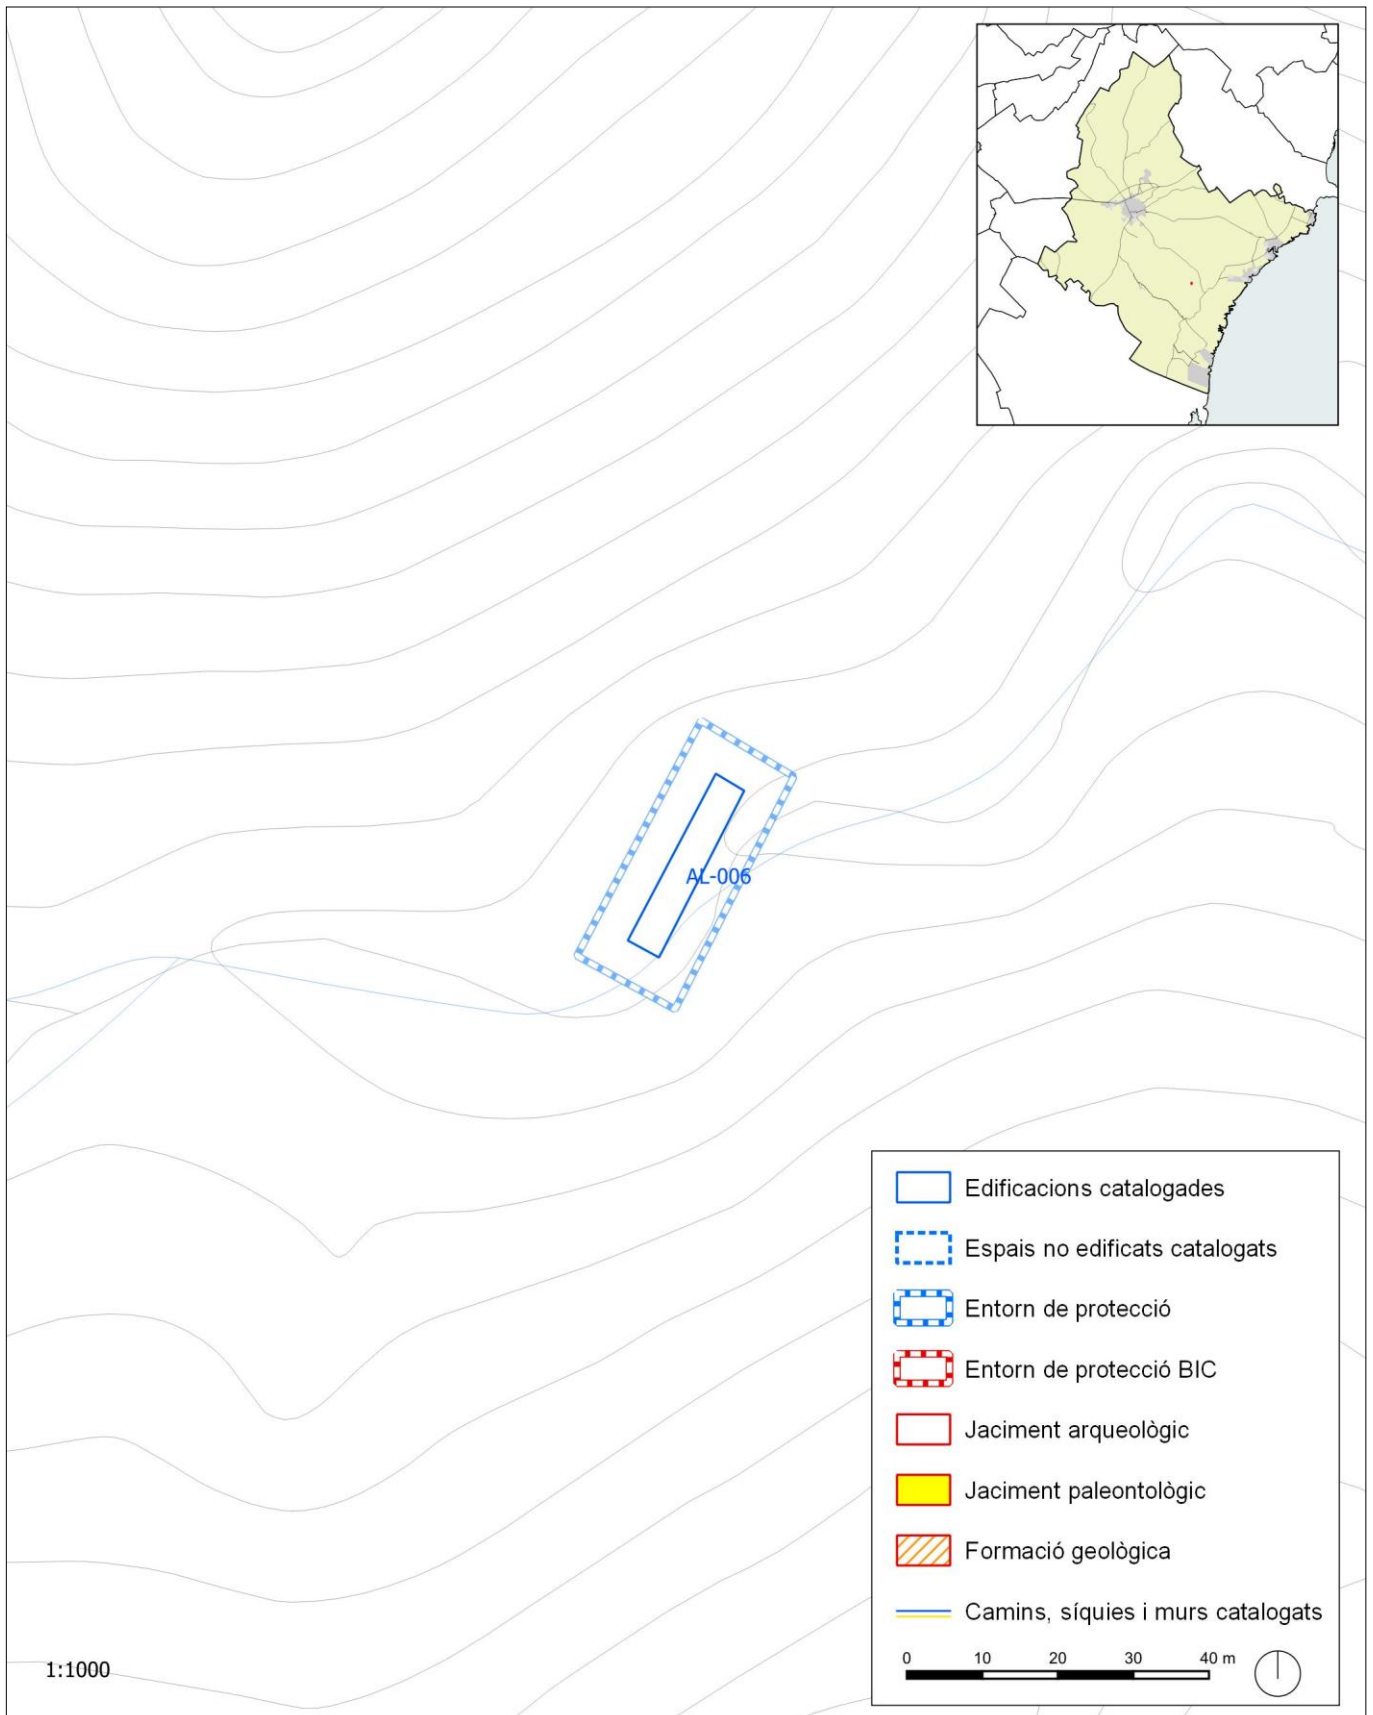 AL-006
Edificacions catalogades
Espais no edificats catalogats
Entorn de protecció
Entorn de protecció BIC
Jaciment arqueològic
Jaciment paleontològic
Formació geològica
Camins, síquies i murs catalogats
0 10 20 30 40 m
1:1000